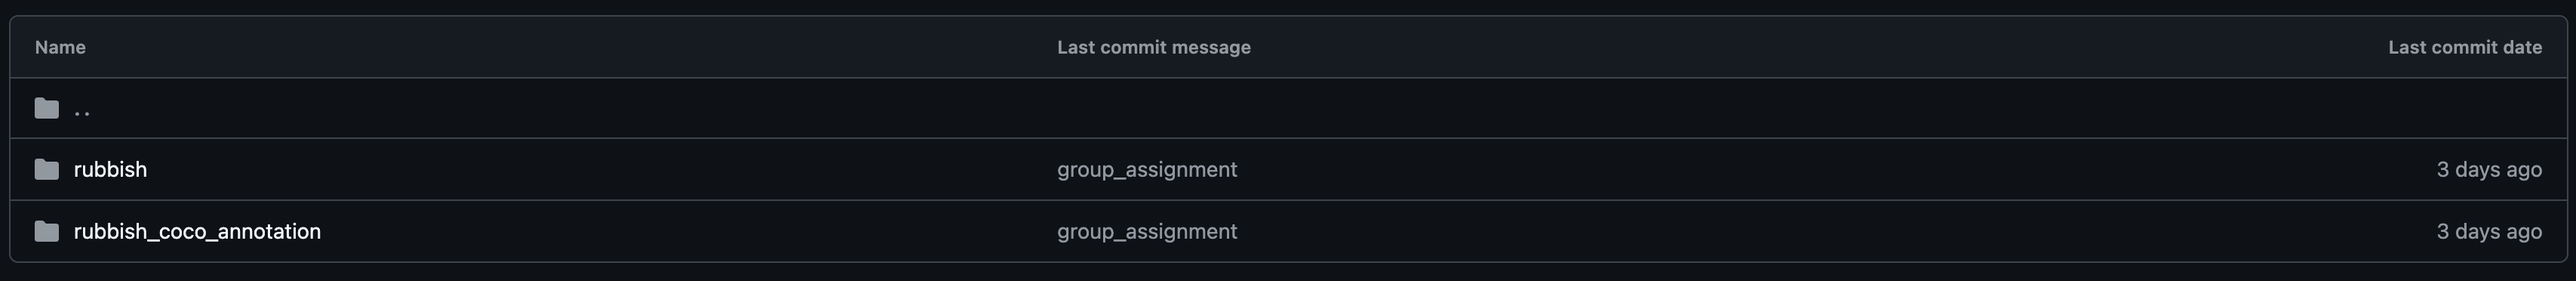 Name Last commit message Last commit date
..
rubbish group_assignment 3 days ago
rubbish_coco_annotation group_assignment 3 days ago